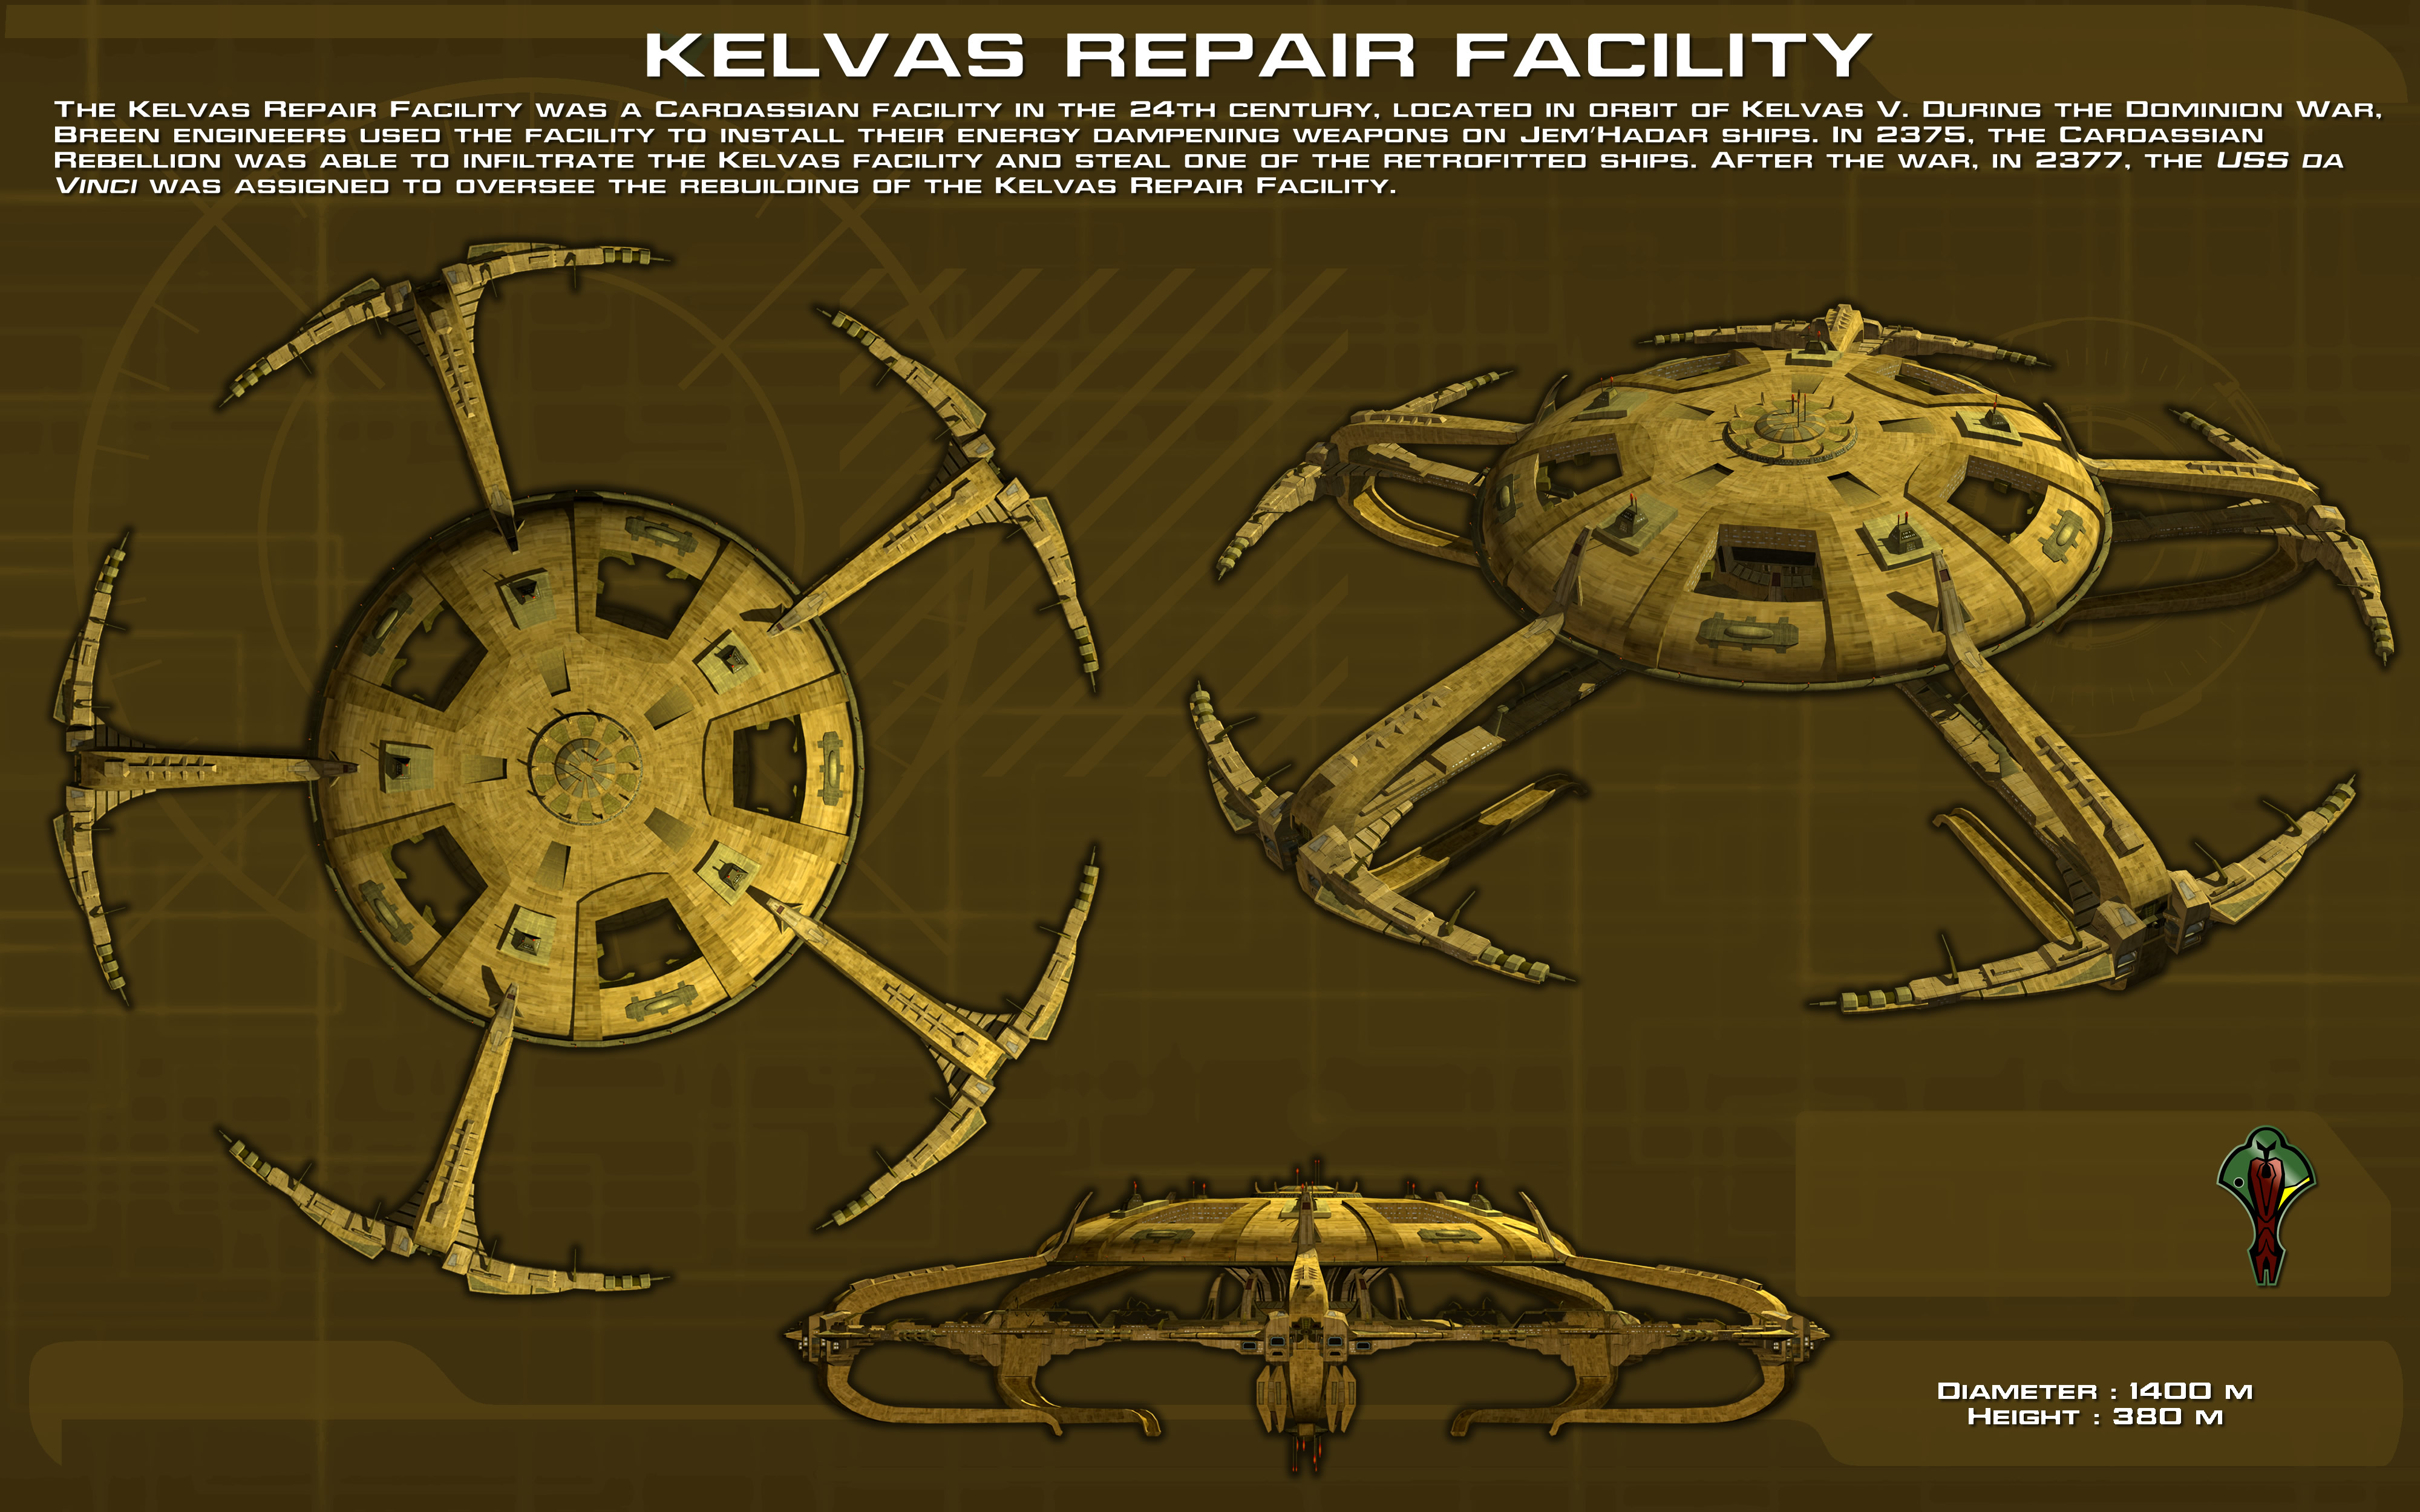 KELVAS REPAIR FACILITY
The Kelvas Repair Facility was a Cardassian facility in the 24th century, located in orbit of Kelvas V. During the Dominion War,
Breen engineers used the facility to install their energy dampening weapons on Jem'Hadar ships. In 2375, the Cardassian
Rebellion was able to infiltrate the Kelvas facility and steal one of the retrofitted ships. After the war, in 2377, the USS da
Vinci was assigned to oversee the rebuilding of the Kelvas Repair Facility.
Diameter : 1400 m
Height : 380 m